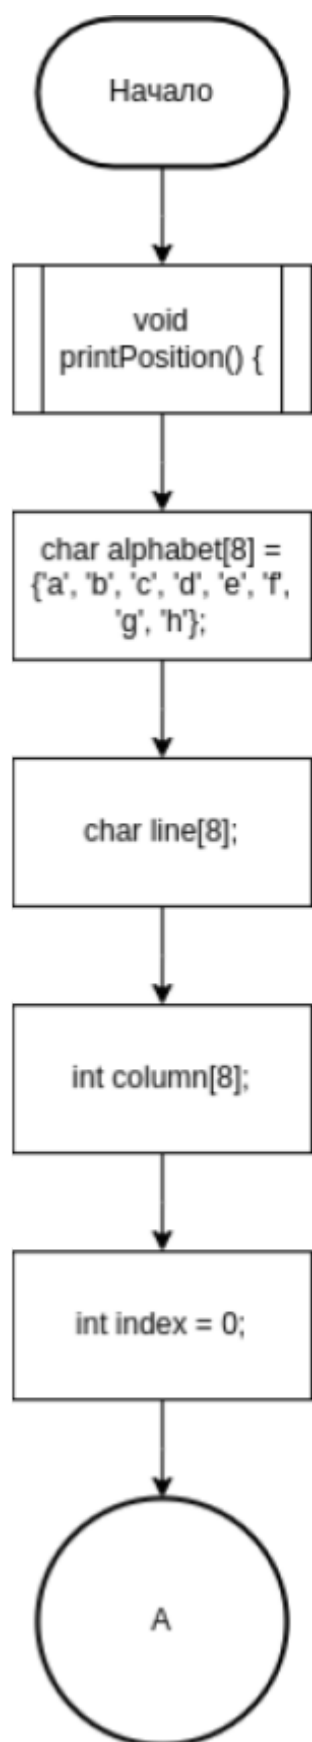 Начало
void
printPosition() {
char alphabet[8] =
{'a', 'b', 'c', 'd', 'e', 'f',
'g', 'h'};
char line[8];
int column[8];
int index = 0;
A